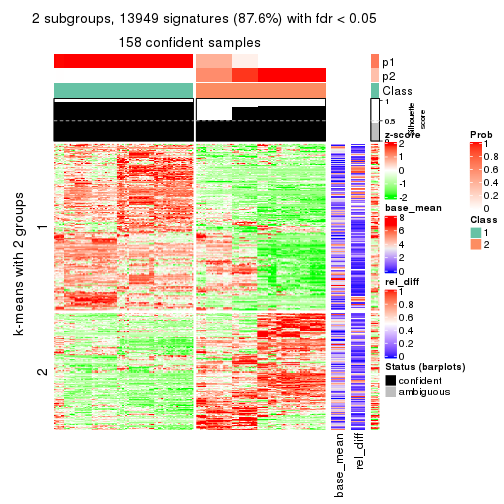 2 subgroups, 13949 signatures (87.6%) with fdr < 0.05
158 confident samples
p1
p2
Class
1
0.5
0
Silhouette
score
k-means with 2 groups
1
2
z-score
2
1
0
-1
-2
base_mean
8
6
4
2
0
rel_diff
1
0.8
0.6
0.4
0.2
0
Status (barplots)
confident
ambiguous
Prob
1
0.8
0.6
0.4
0.2
0
Class
1
2
base_mean
rel_diff